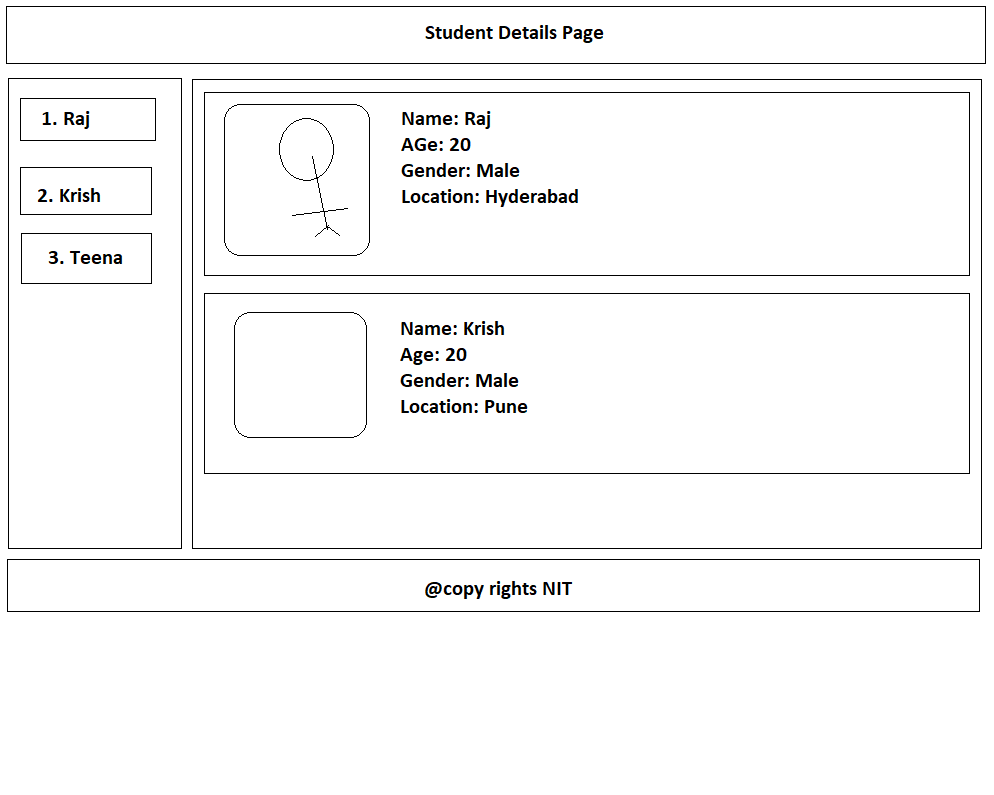 Student Details Page
1. Raj
2. Krish
3. Teena
Name: Raj
AGe: 20
Gender: Male
Location: Hyderabad
Name: Krish
Age: 20
Gender: Male
Location: Pune
@copy rights NIT